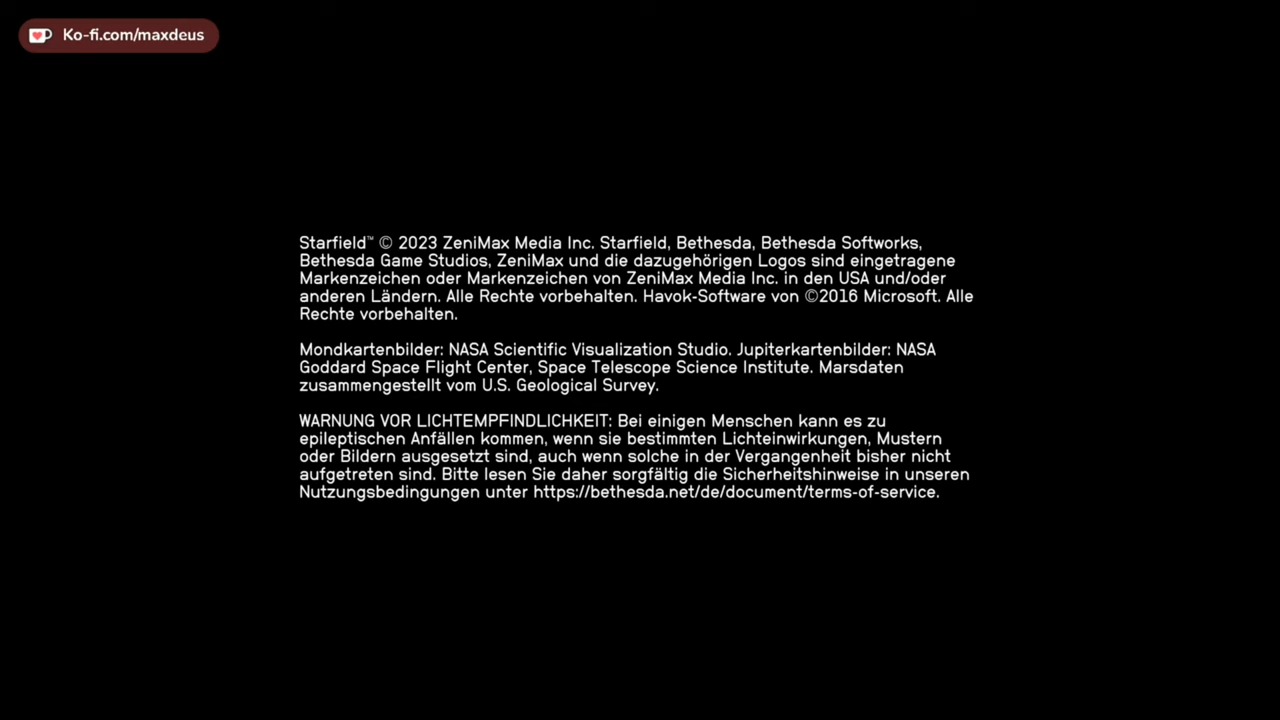 Ko-fi.com/maxdeus
Starfield™ © 2023 ZeniMax Media Inc. Starfield, Bethesda, Bethesda Softworks,
Bethesda Game Studios, ZeniMax und die dazugehörigen Logos sind eingetragene
Markenzeichen oder Markenzeichen von ZeniMax Media Inc. in den USA und/oder
anderen Ländern. Alle Rechte vorbehalten. Havok-Software von ©2016 Microsoft. Alle
Rechte vorbehalten.
Mondkartenbilder: NASA Scientific Visualization Studio. Jupiterkartenbilder: NASA
Goddard Space Flight Center, Space Telescope Science Institute. Marsdaten
zusammengestellt vom U.S. Geological Survey.
WARNUNG VOR LICHTEMPFINDLICHKEIT: Bei einigen Menschen kann es zu
epileptischen Anfällen kommen, wenn sie bestimmten Lichteinwirkungen, Mustern
oder Bildern ausgesetzt sind, auch wenn solche in der Vergangenheit bisher nicht
aufgetreten sind. Bitte lesen Sie daher sorgfältig die Sicherheitshinweise in unseren
Nutzungsbedingungen unter https://bethesda.net/de/document/terms-of-service.